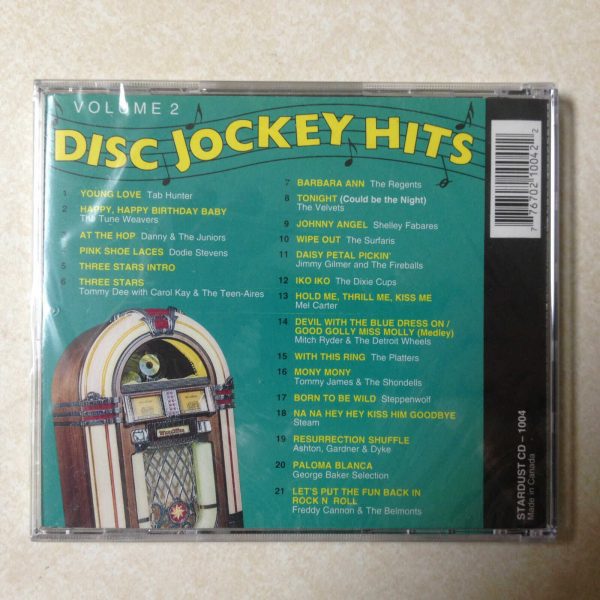 VOLUME 2
DISC JOCKEY HITS
1 YOUNG LOVE Tab Hunter
2 HAPPY, HAPPY BIRTHDAY BABY
The Tune Weavers
3 AT THE HOP Danny & The Juniors
PINK SHOE LACES Dodie Stevens
5 THREE STARS INTRO
6 THREE STARS
Tommy Dee with Carol Kay & The Teen-Aires
7 BARBARA ANN The Regents
8 TONIGHT (Could be the Night)
The Velvets
9 JOHNNY ANGEL Shelley Fabares
10 WIPE OUT The Surfaris
11 DAISY PETAL PICKIN'
Jimmy Gilmer and The Fireballs
12 IKO IKO The Dixie Cups
13 HOLD ME, THRILL ME, KISS ME
Mel Carter
14 DEVIL WITH THE BLUE DRESS ON /
GOOD GOLLY MISS MOLLY (Medley)
Mitch Ryder & The Detroit Wheels
15 WITH THIS RING The Platters
16 MONY MONY
Tommy James & The Shondells
17 BORN TO BE WILD Steppenwolf
18 NA NA HEY HEY KISS HIM GOODBYE
Steam
19 RESURRECTION SHUFFLE
Ashton, Gardner & Dyke
20 PALOMA BLANCA
George Baker Selection
21 LET'S PUT THE FUN BACK IN
ROCK N ROLL
Freddy Cannon & The Belmonts
7 76702 10042 2
STARDUST CD – 1004
Made in Canada